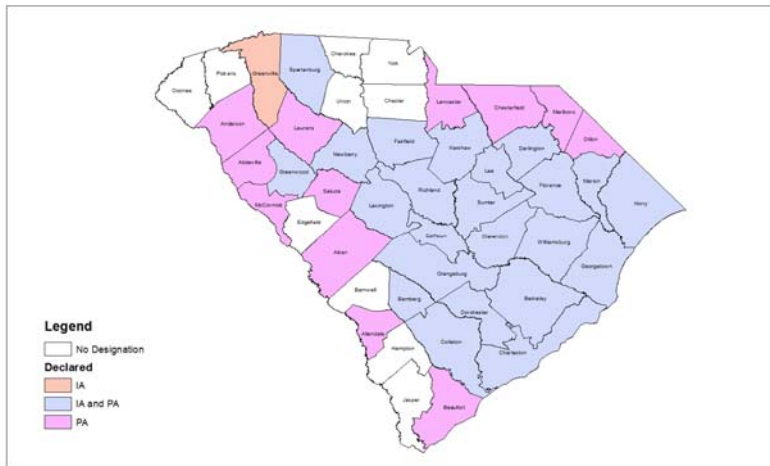 Cherokee
York
Greenville
Spartanburg
Oconee
Pickens
Union
Chester
Lancaster
Chesterfield
Marlboro
Anderson
Laurens
Dillon
Fairfield
Kershaw
Darlington
Newberry
Abbeville
Greenwood
Lee
Marion
Florence
Saluda
Richland
Horry
McCormick
Lexington
Sumter
Edgefield
Calhoun
Clarendon
Williamsburg
Aiken
Georgetown
Orangeburg
Barnwell
Bamberg
Berkeley
Dorchester
Allendale
Colleton
Hampton
Charleston
Jasper
Beaufort
Legend
No Designation
Declared
IA
IA and PA
PA